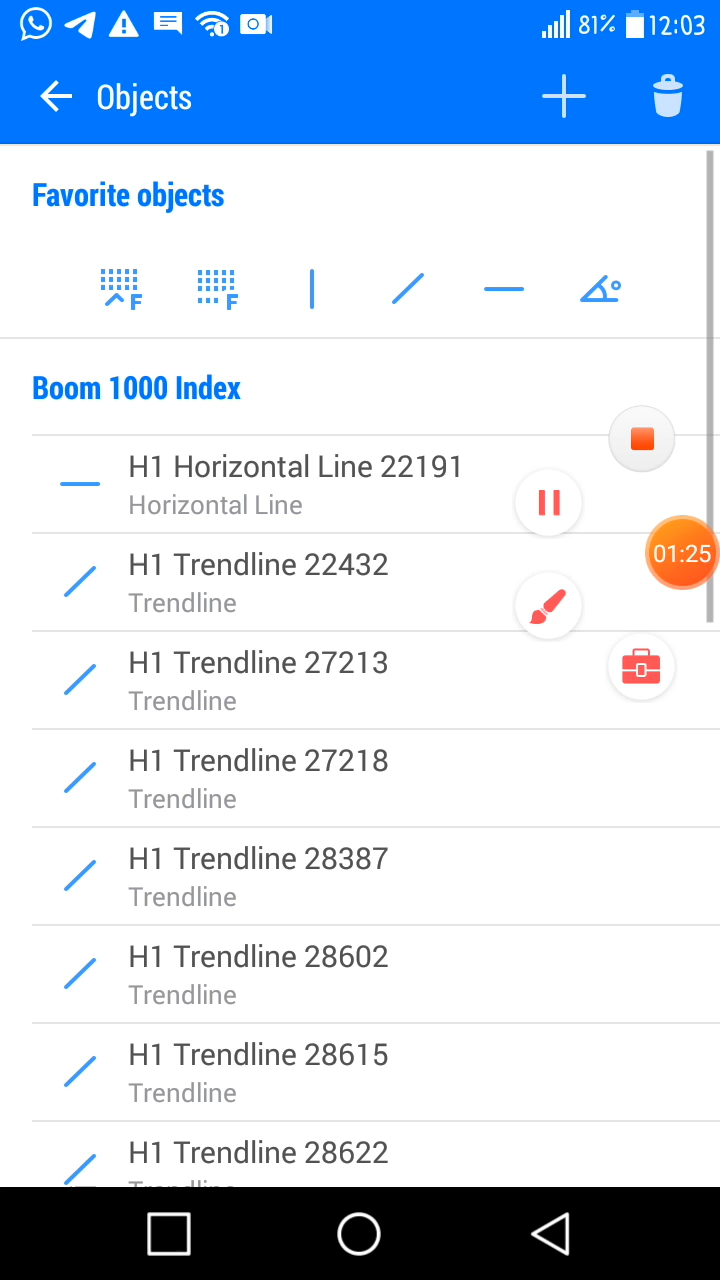 81% 12:03
Objects
Favorite objects
F F
Boom 1000 Index
H1 Horizontal Line 22191
Horizontal Line
H1 Trendline 22432
Trendline
01:25
H1 Trendline 27213
Trendline
H1 Trendline 27218
Trendline
H1 Trendline 28387
Trendline
H1 Trendline 28602
Trendline
H1 Trendline 28615
Trendline
H1 Trendline 28622
Trendline